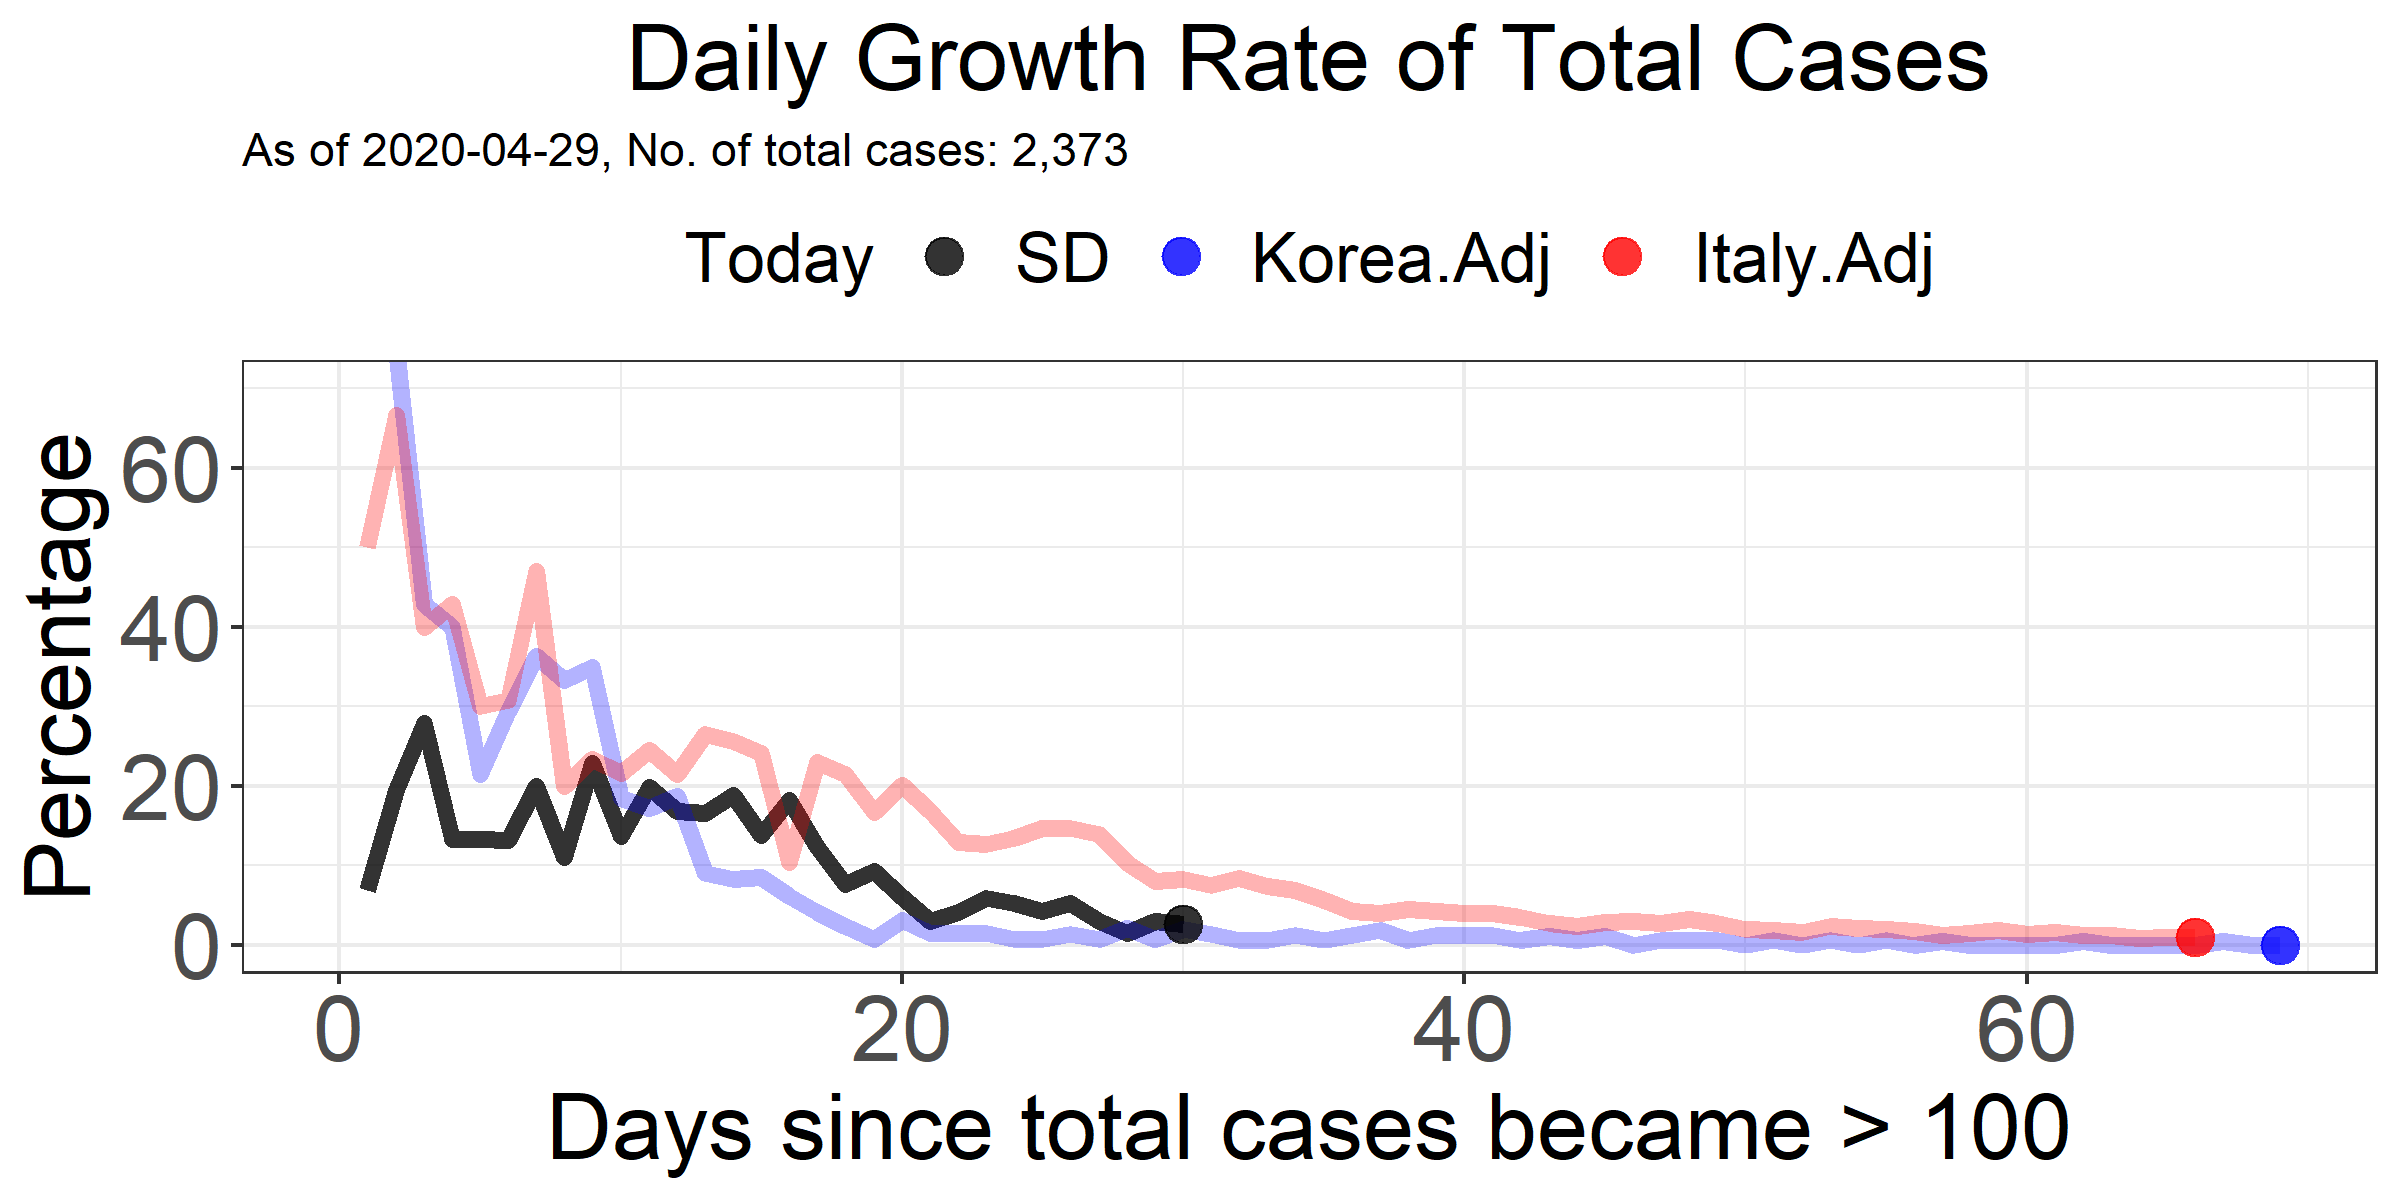 Daily Growth Rate of Total Cases
As of 2020-04-29, No. of total cases: 2,373
Today SD Korea.Adj Italy.Adj
Percentage
60
40
20
0
0 20 40 60
Days since total cases became > 100